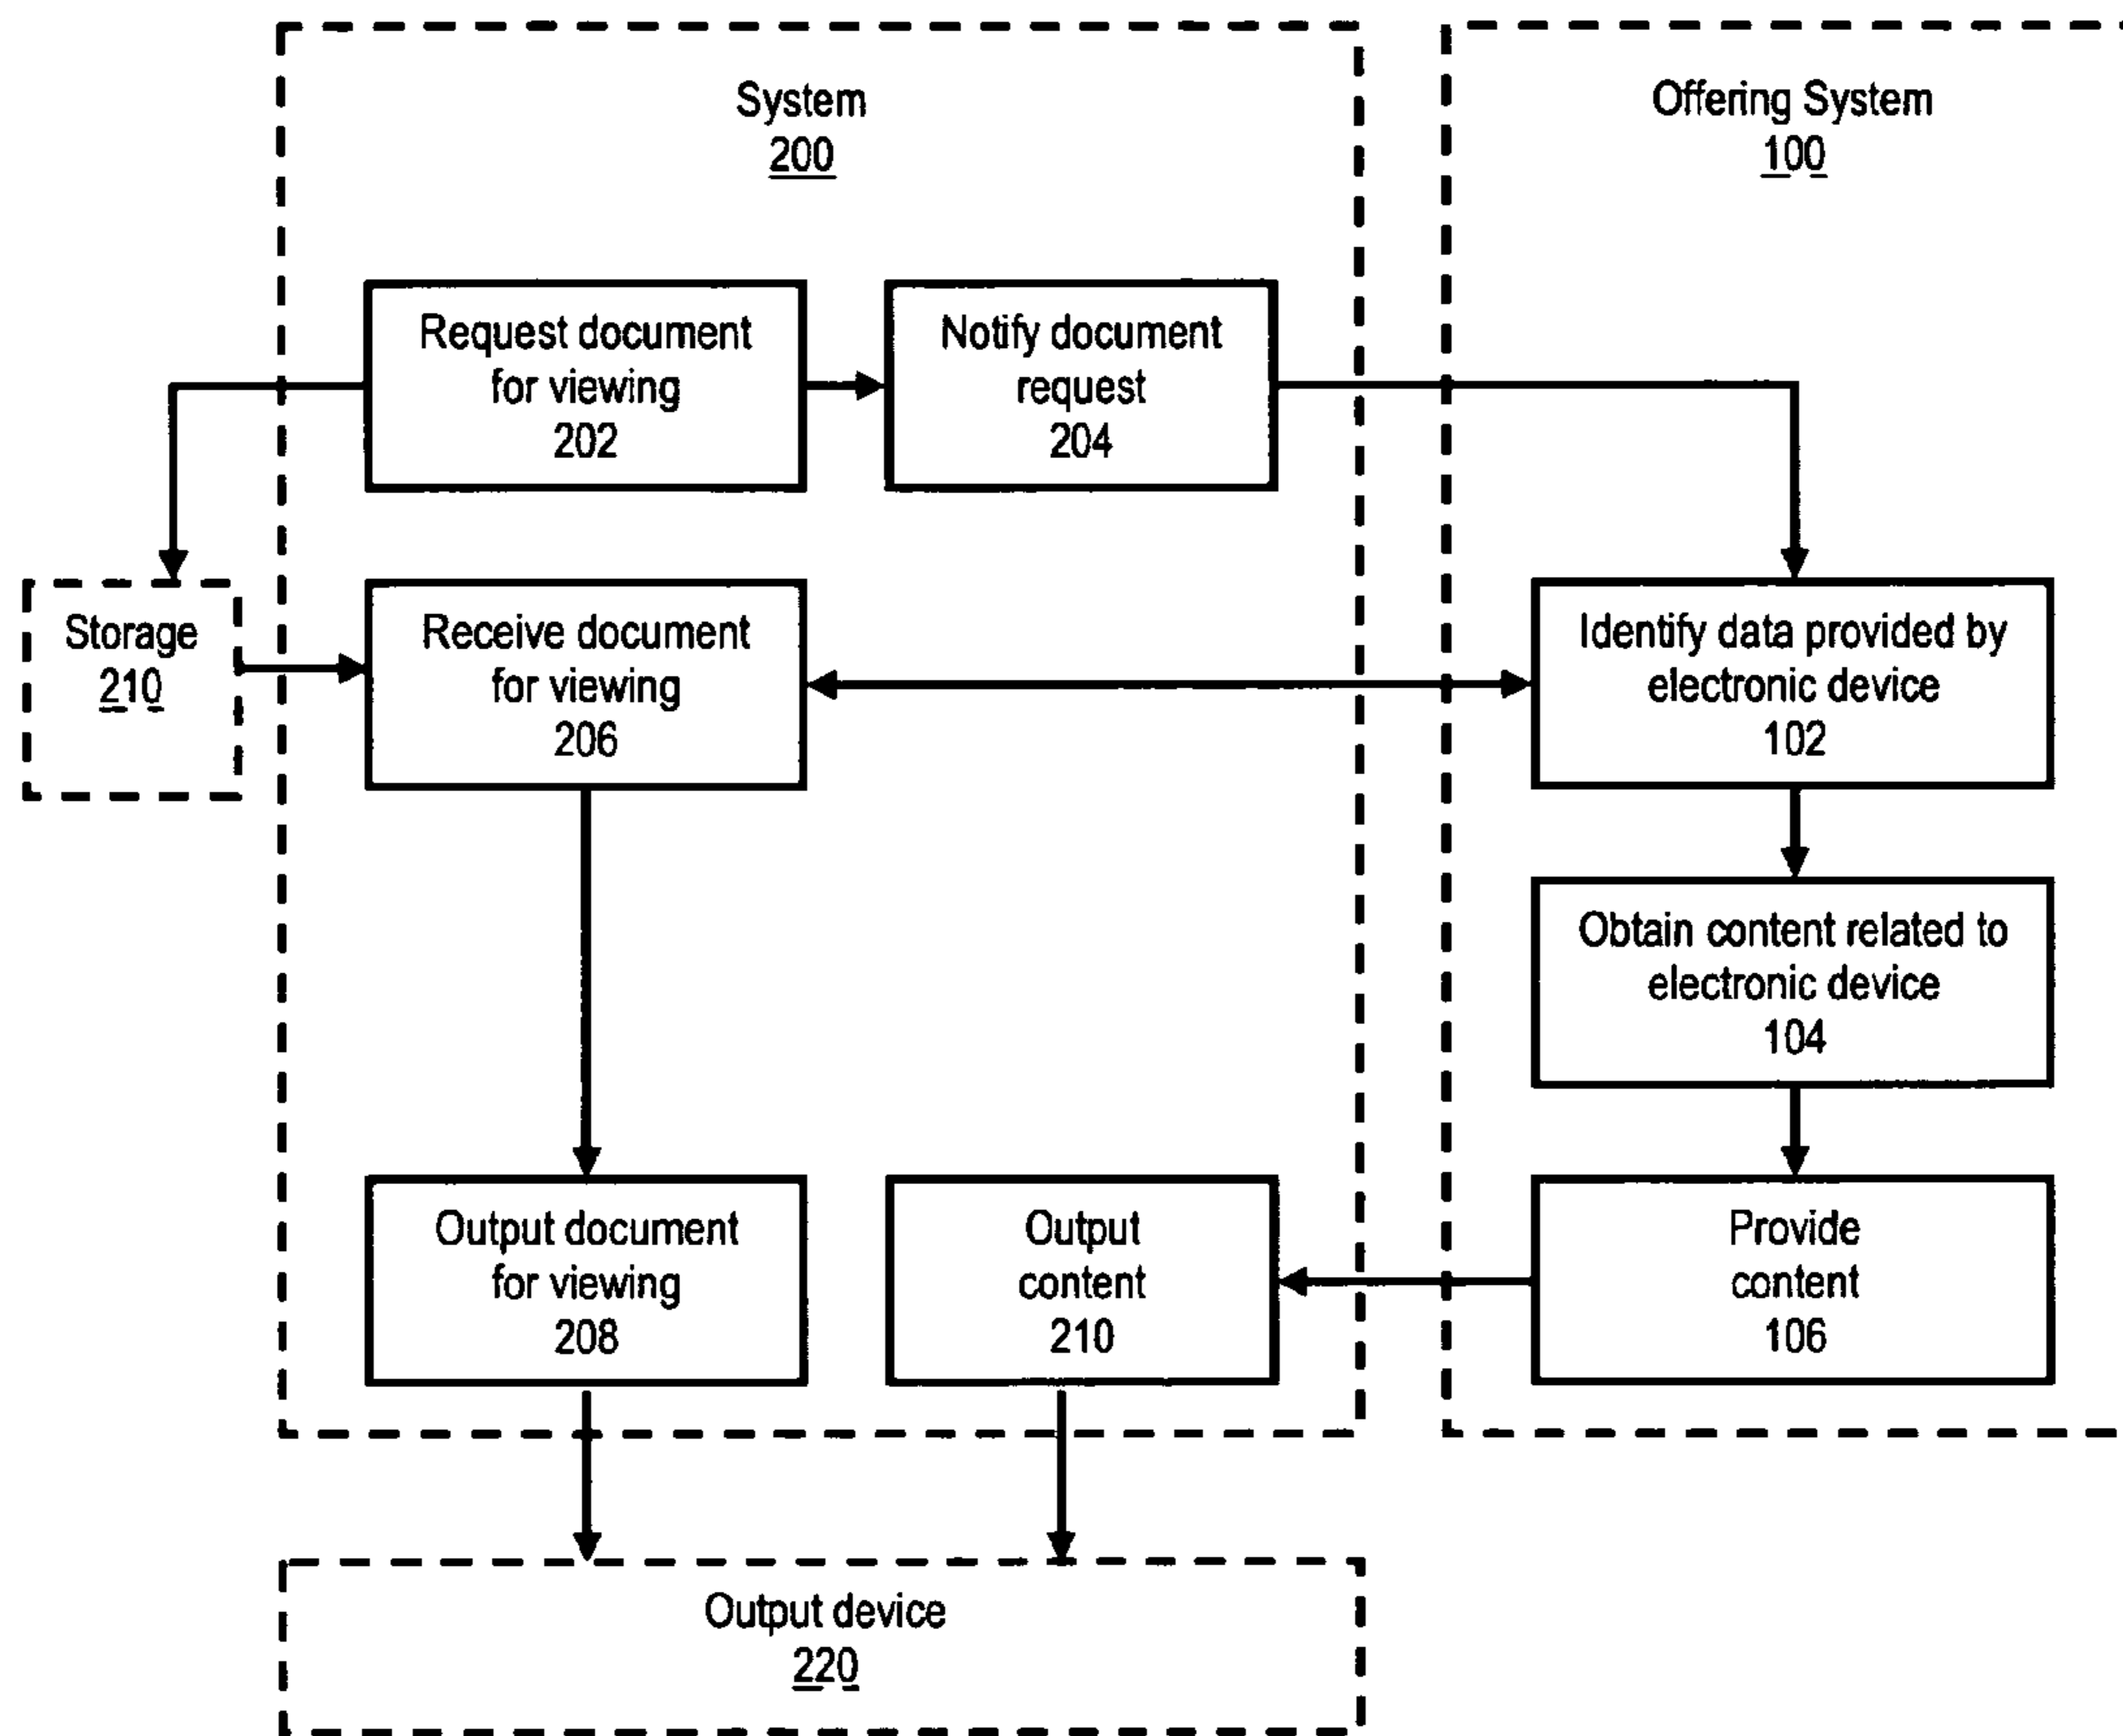 System
200
Offering System
100
Request document
for viewing
202
Notify document
request
204
Storage
210
Receive document
for viewing
206
Identify data provided by
electronic device
102
Obtain content related to
electronic device
104
Output document
for viewing
208
Output
content
210
Provide
content
106
Output device
220